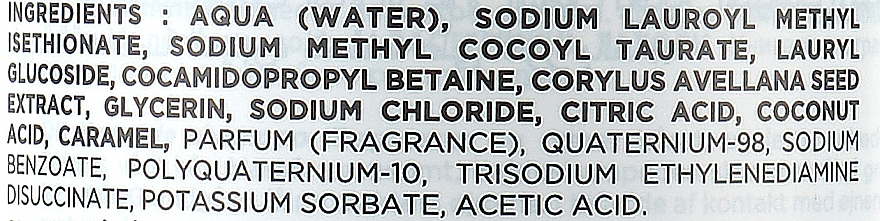 INGREDIENTS : AQUA (WATER), SODIUM LAUROYL METHYL
ISETHIONATE, SODIUM METHYL COCOYL TAURATE, LAURYL
GLUCOSIDE, COCAMIDOPROPYL BETAINE, CORYLUS AVELLANA SEED
EXTRACT, GLYCERIN, SODIUM CHLORIDE, CITRIC ACID, COCONUT
ACID, CARAMEL, PARFUM (FRAGRANCE), QUATERNIUM-98, SODIUM
BENZOATE, POLYQUATERNIUM-10, TRISODIUM ETHYLENEDIAMINE
DISUCCINATE, POTASSIUM SORBATE, ACETIC ACID.